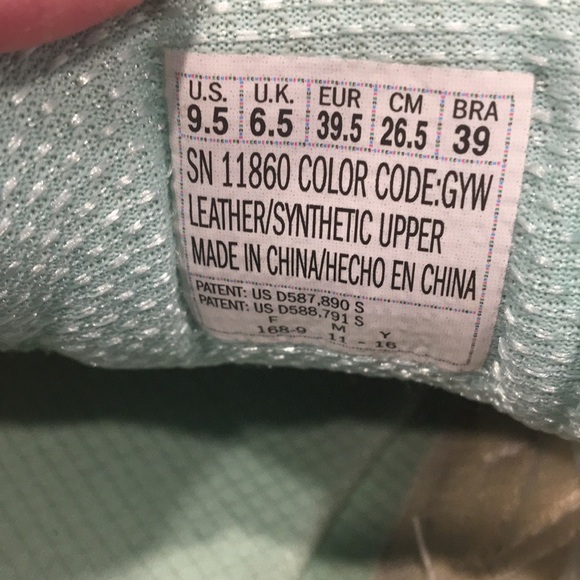 U.S. U.K. EUR CM BRA
9.5 6.5 39.5 26.5 39
SN 11860 COLOR CODE:GYW
LEATHER/SYNTHETIC UPPER
MADE IN CHINA/HECHO EN CHINA
PATENT: US D587,890 S
PATENT: US D588,791 S
F M Y
168-9 11 - 16